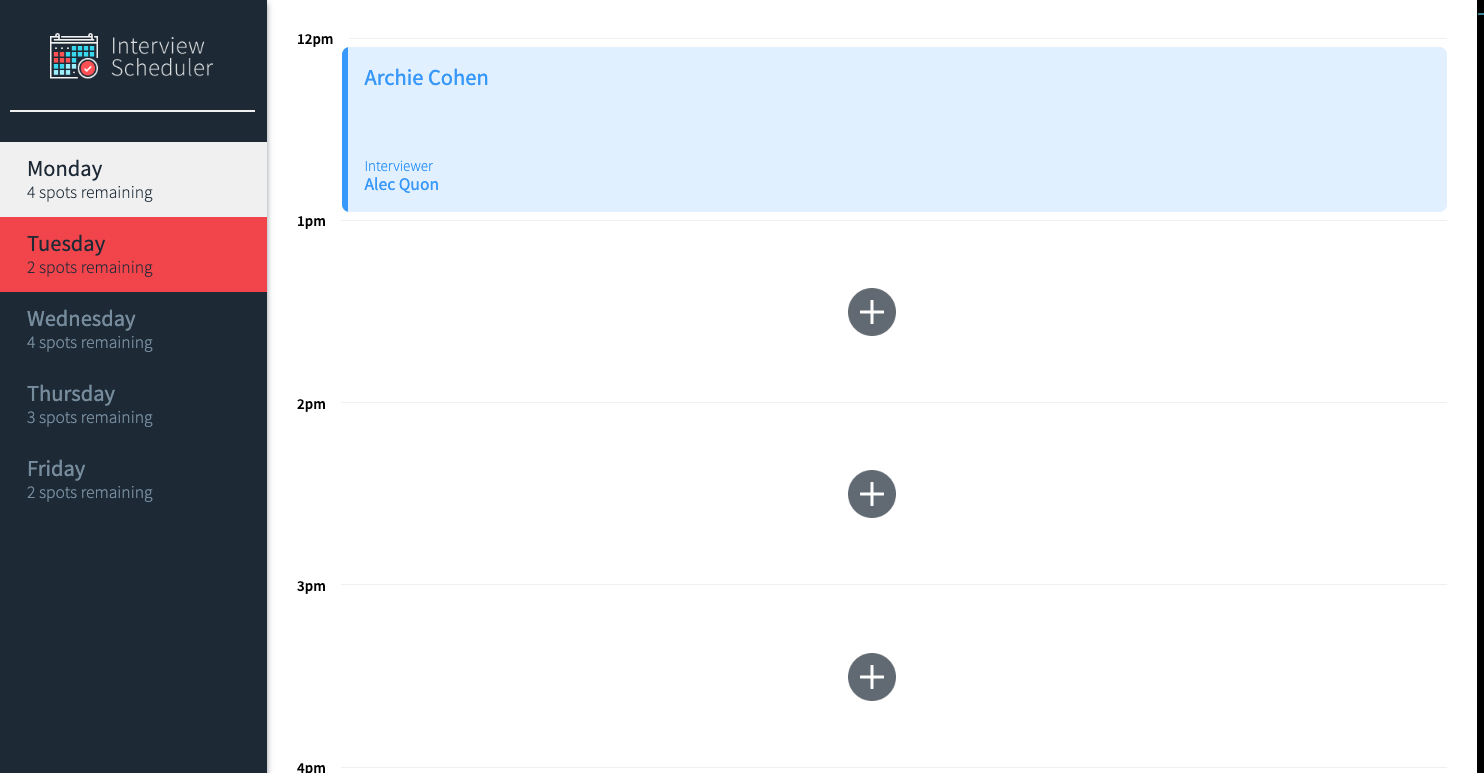 Interview
Scheduler
Monday
4 spots remaining
Tuesday
2 spots remaining
Wednesday
4 spots remaining
Thursday
3 spots remaining
Friday
2 spots remaining
12pm
Archie Cohen
Interviewer
Alec Quon
1pm
2pm
3pm
4pm